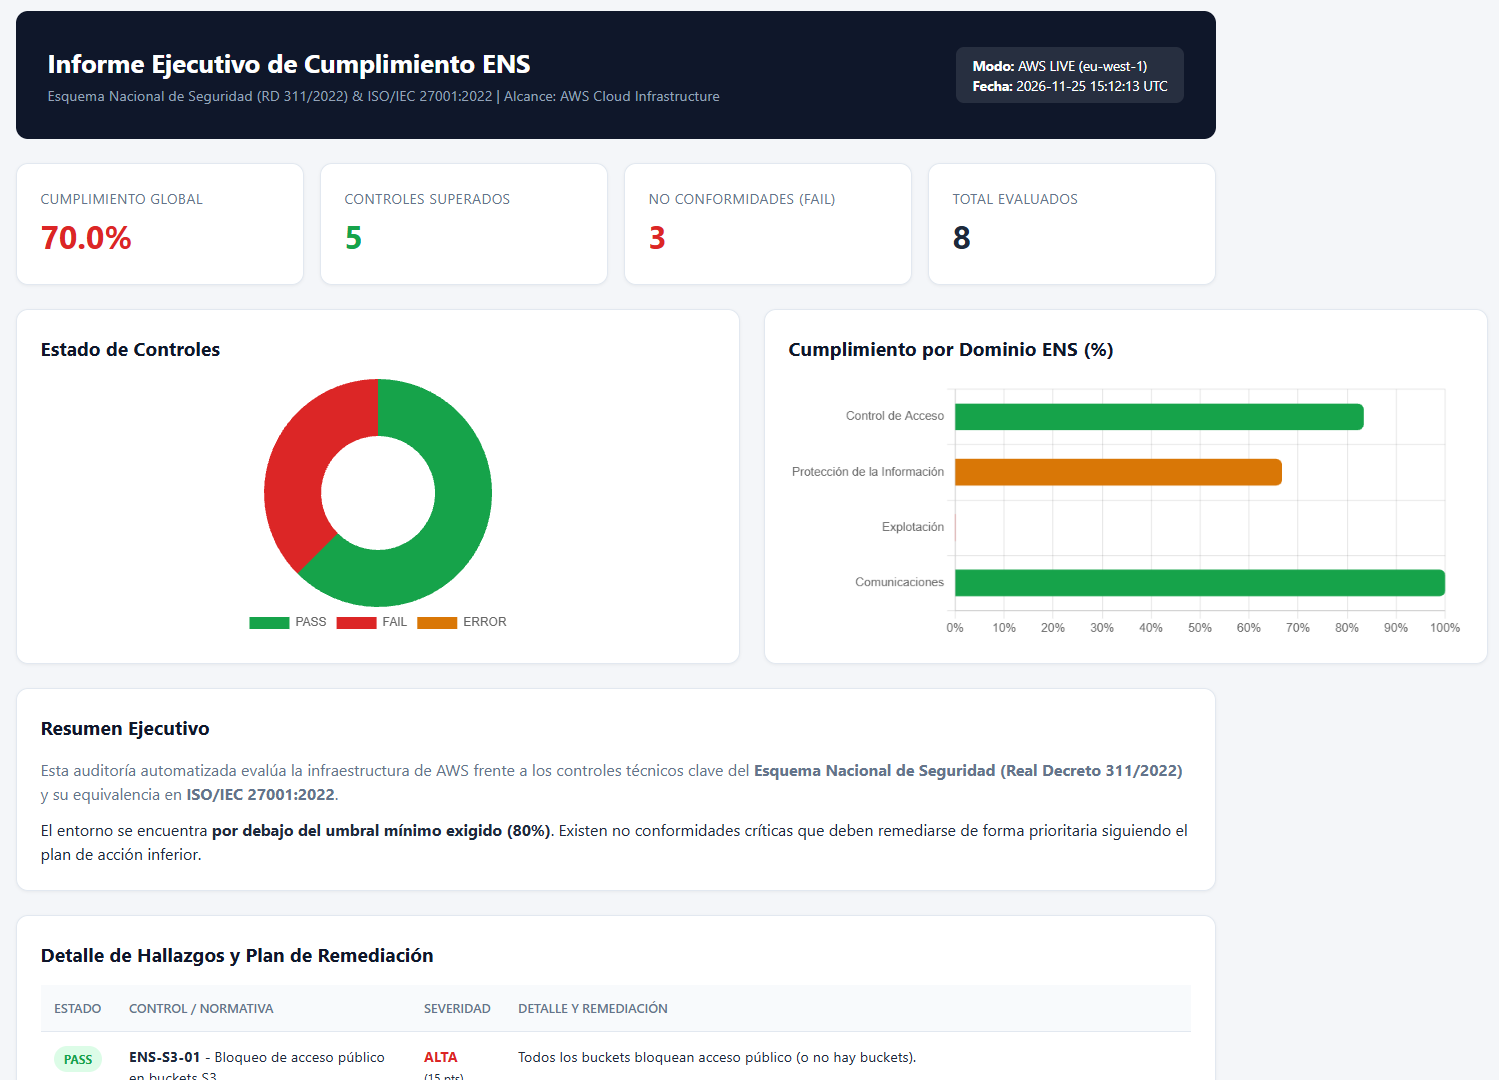 Informe Ejecutivo de Cumplimiento ENS
Esquema Nacional de Seguridad (RD 311/2022) & ISO/IEC 27001:2022 | Alcance: AWS Cloud Infrastructure
Modo: AWS LIVE (eu-west-1)
Fecha: 2026-11-25 15:12:13 UTC
CUMPLIMIENTO GLOBAL
70.0%
CONTROLES SUPERADOS
5
NO CONFORMIDADES (FAIL)
3
TOTAL EVALUADOS
8
Estado de Controles
PASS FAIL ERROR
Cumplimiento por Dominio ENS (%)
Control de Acceso
Protección de la Información
Explotación
Comunicaciones
0% 10% 20% 30% 40% 50% 60% 70% 80% 90% 100%
Resumen Ejecutivo
Esta auditoría automatizada evalúa la infraestructura de AWS frente a los controles técnicos clave del Esquema Nacional de Seguridad (Real Decreto 311/2022)
y su equivalencia en ISO/IEC 27001:2022.
El entorno se encuentra por debajo del umbral mínimo exigido (80%). Existen no conformidades críticas que deben remediarse de forma prioritaria siguiendo el
plan de acción inferior.
Detalle de Hallazgos y Plan de Remediación
ESTADO CONTROL / NORMATIVA SEVERIDAD DETALLE Y REMEDIACIÓN
PASS ENS-S3-01 - Bloqueo de acceso público ALTA Todos los buckets bloquean acceso público (o no hay buckets).
en buckets S3 (15 pts)